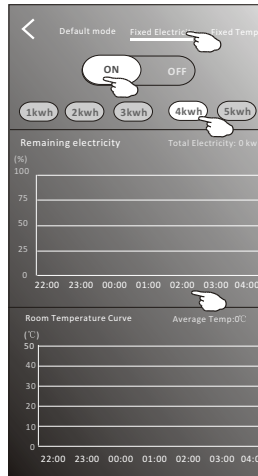 Default mode Fixed Electric Fixed Temp
ON OFF
1kwh 2kwh 3kwh 4kwh 5kwh
Remaining electricity Total Electricity: 0 kw
(%)
100
75
50
25
0
22:00 23:00 00:00 01:00 02:00 03:00 04:00
Room Temperature Curve Average Temp:0℃
(℃)
50
40
30
20
10
0
22:00 23:00 00:00 01:00 02:00 03:00 04:0